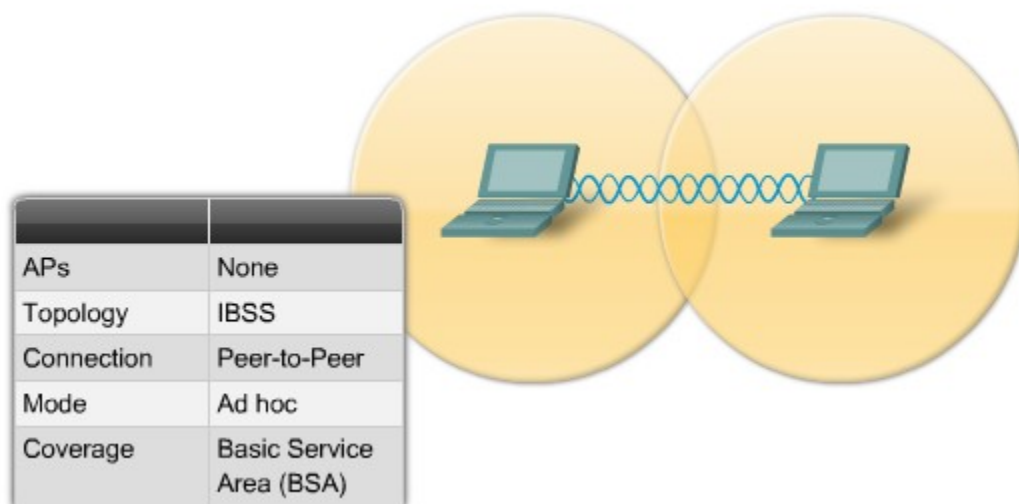 APs None
Topology IBSS
Connection Peer-to-Peer
Mode Ad hoc
Coverage Basic Service
Area (BSA)